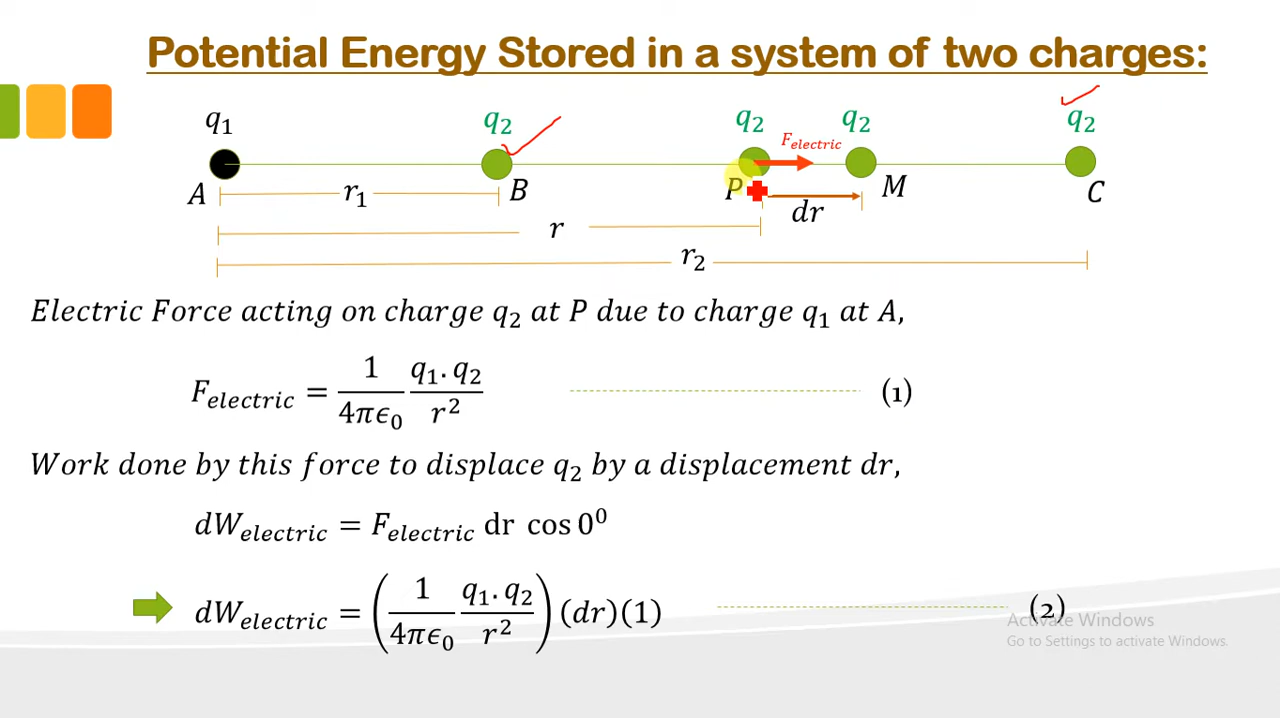 Potential Energy Stored in a system of two charges:
q₁ q₂ q₂ q₂ q₂
F_electric
A B P M C
r₁ dr
r
r₂
Electric Force acting on charge q₂ at P due to charge q₁ at A,
F_electric = 1/4πϵ₀ q₁.q₂/r² (1)
Work done by this force to displace q₂ by a displacement dr,
dW_electric = F_electric dr cos 0⁰
dW_electric = (1/4πϵ₀ q₁.q₂/r²) (dr)(1) (2)
Activate Windows
Go to Settings to activate Windows.